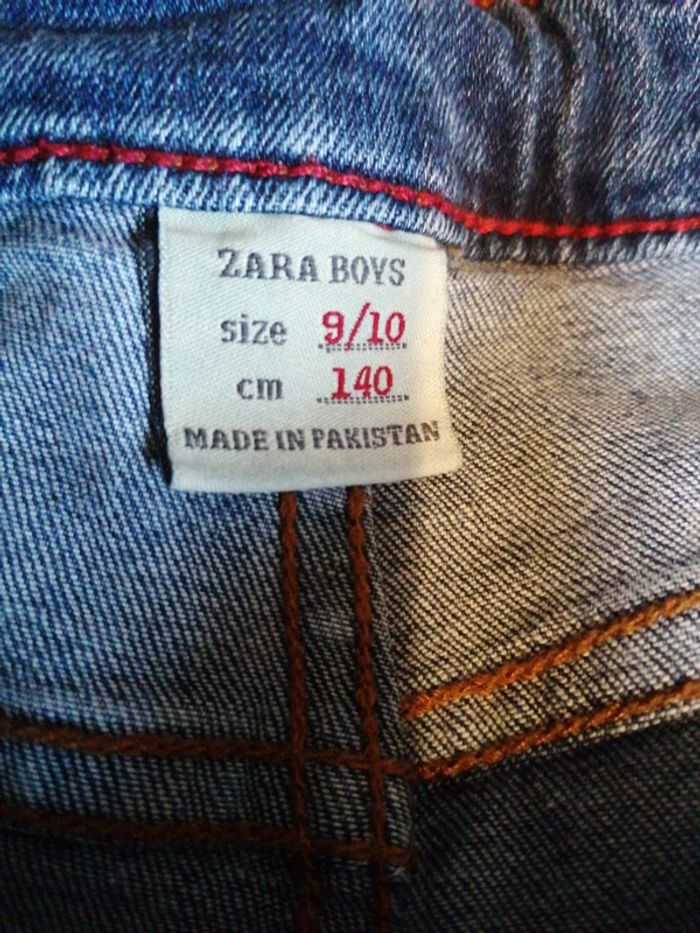 ZARA BOYS
size 9/10
cm 140
MADE IN PAKISTAN